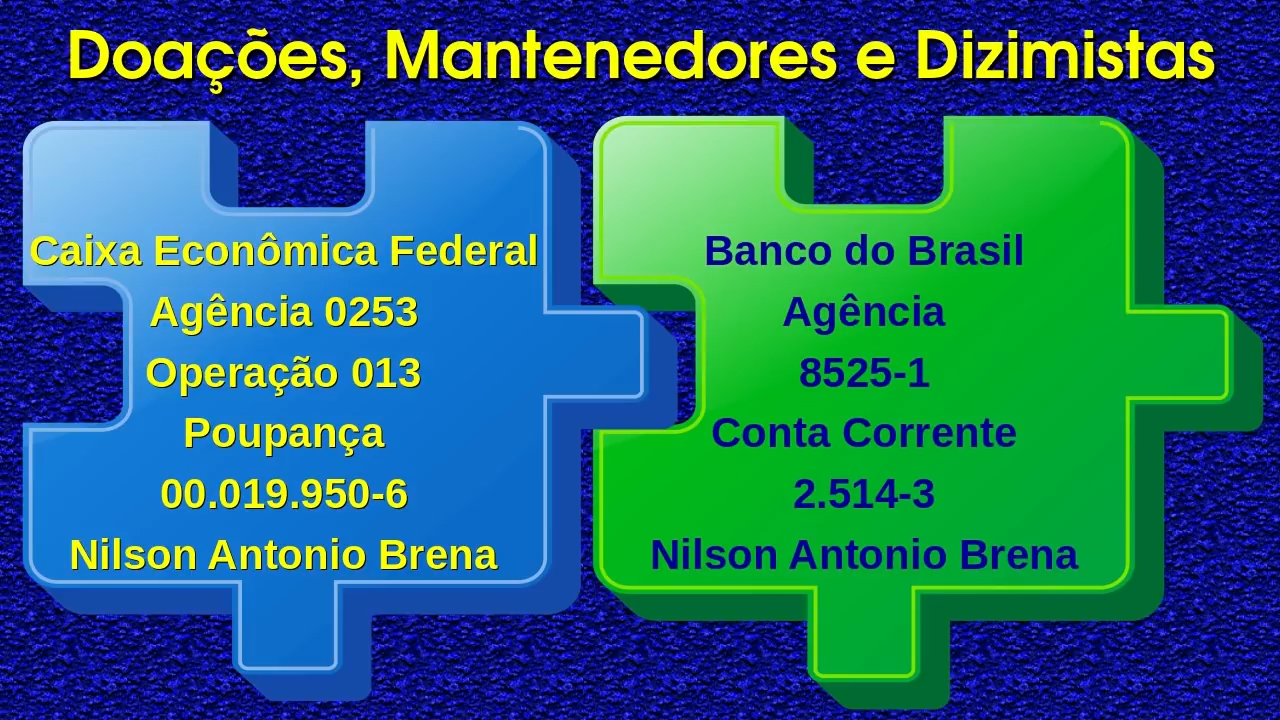 Doações, Mantenedores e Dizimistas
Caixa Econômica Federal
Agência 0253
Operação 013
Poupança
00.019.950-6
Nilson Antonio Brena
Banco do Brasil
Agência
8525-1
Conta Corrente
2.514-3
Nilson Antonio Brena